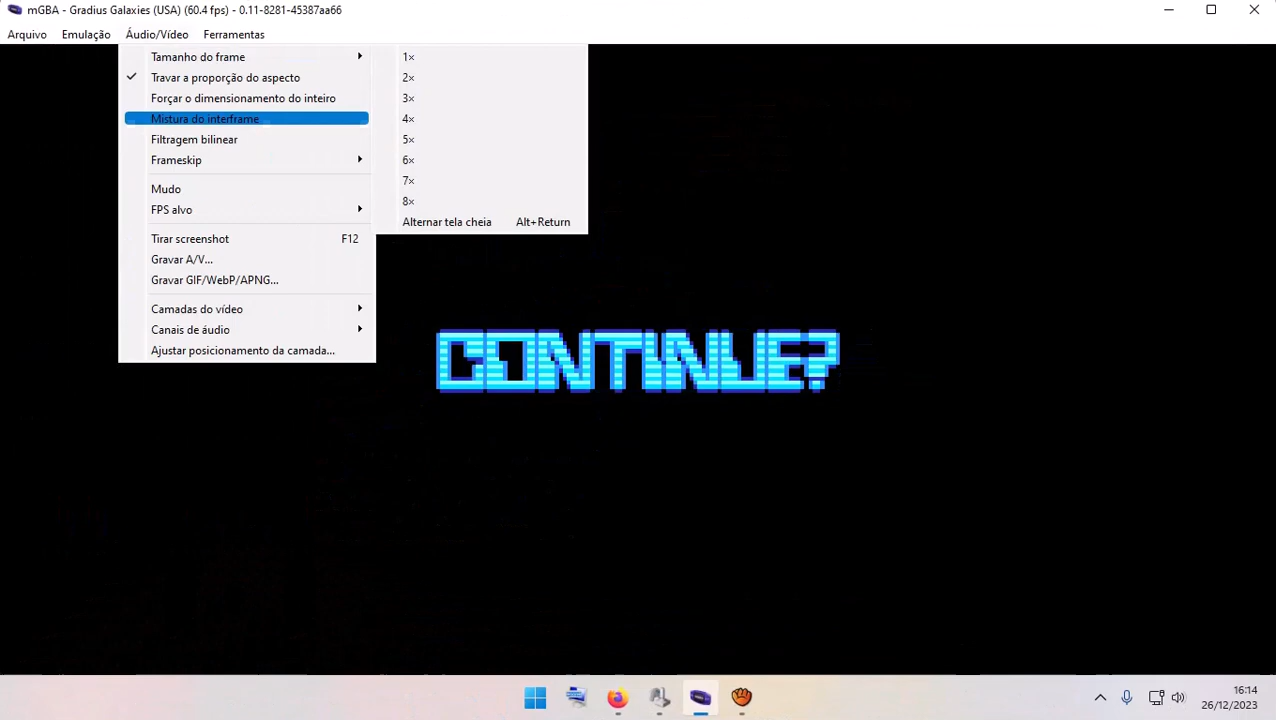 mGBA - Gradius Galaxies (USA) (60.4 fps) - 0.11-8281-45387aa66
Arquivo Emulação Áudio/Vídeo Ferramentas
Tamanho do frame
Travar a proporção do aspecto
Forçar o dimensionamento do inteiro
Mistura do interframe
Filtragem bilinear
Frameskip
Mudo
FPS alvo
Tirar screenshot F12
Gravar A/V...
Gravar GIF/WebP/APNG...
Camadas do vídeo
Canais de áudio
Ajustar posicionamento da camada...
1×
2×
3×
4×
5×
6×
7×
8×
Alternar tela cheia Alt+Return
CONTINUE?
16:14
26/12/2023